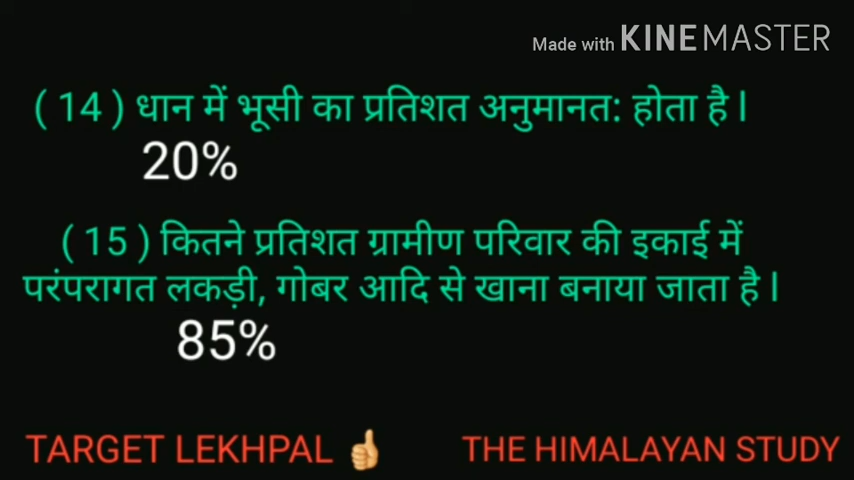 Made with KINEMASTER
( 14 ) धान में भूसी का प्रतिशत अनुमानत: होता है l
20%
( 15 ) कितने प्रतिशत ग्रामीण परिवार की इकाई में
परंपरागत लकड़ी, गोबर आदि से खाना बनाया जाता है l
85%
TARGET LEKHPAL 👍 THE HIMALAYAN STUDY